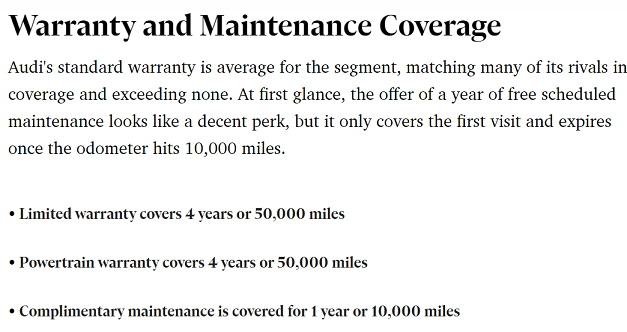 Warranty and Maintenance Coverage
Audi's standard warranty is average for the segment, matching many of its rivals in
coverage and exceeding none. At first glance, the offer of a year of free scheduled
maintenance looks like a decent perk, but it only covers the first visit and expires
once the odometer hits 10,000 miles.
• Limited warranty covers 4 years or 50,000 miles
• Powertrain warranty covers 4 years or 50,000 miles
• Complimentary maintenance is covered for 1 year or 10,000 miles